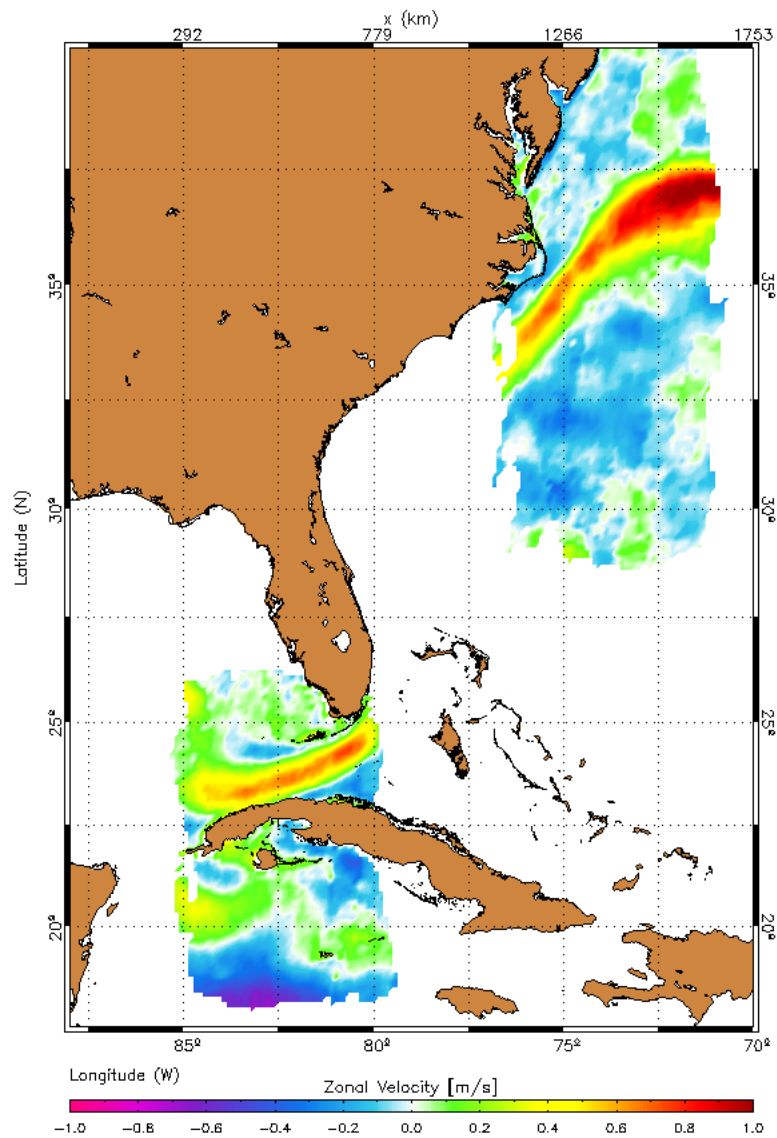 x (km)
292 779 1266 1753
35º 35º
30º 30º
Latitude (N)
25º 25º
20º 20º
85º 80º 75º 70º
Longitude (W)
Zonal Velocity [m/s]
-1.0 -0.8 -0.6 -0.4 -0.2 0.0 0.2 0.4 0.6 0.8 1.0